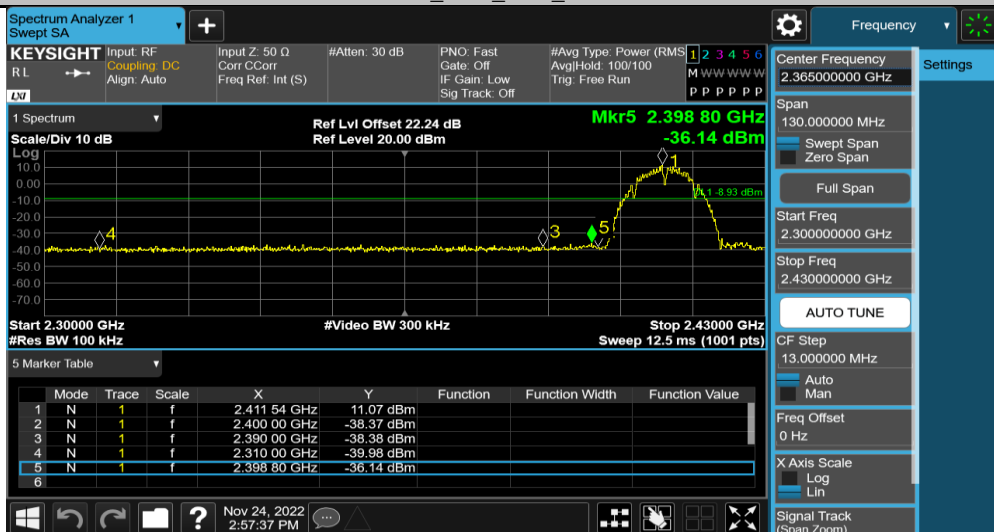 Spectrum Analyzer 1
Swept SA
+
Frequency
KEYSIGHT
R L
LXI
Input: RF
Coupling: DC
Align: Auto
Input Z: 50 Ω
Corr CCorr
Freq Ref: Int (S)
#Atten: 30 dB
PNO: Fast
Gate: Off
IF Gain: Low
Sig Track: Off
#Avg Type: Power (RMS
Avg|Hold: 100/100
Trig: Free Run
1 2 3 4 5 6
M W W W W W
P P P P P P
1 Spectrum
Scale/Div 10 dB
Ref Lvl Offset 22.24 dB
Ref Level 20.00 dBm
Mkr5 2.398 80 GHz
-36.14 dBm
Log
10.0
0.00
-10.0
-20.0
-30.0
-40.0
-50.0
-60.0
-70.0
1
-8.93 dBm
4
3
5
Start 2.30000 GHz
#Video BW 300 kHz
Stop 2.43000 GHz
#Res BW 100 kHz
Sweep 12.5 ms (1001 pts)
5 Marker Table
Mode Trace Scale X Y Function Function Width Function Value
1 N 1 f 2.411 54 GHz 11.07 dBm
2 N 1 f 2.400 00 GHz -38.37 dBm
3 N 1 f 2.390 00 GHz -38.38 dBm
4 N 1 f 2.310 00 GHz -39.98 dBm
5 N 1 f 2.398 80 GHz -36.14 dBm
6
?
Nov 24, 2022
2:57:37 PM
Center Frequency
2.365000000 GHz
Settings
Span
130.000000 MHz
Swept Span
Zero Span
Full Span
Start Freq
2.300000000 GHz
Stop Freq
2.430000000 GHz
AUTO TUNE
CF Step
13.000000 MHz
Auto
Man
Freq Offset
0 Hz
X Axis Scale
Log
Lin
Signal Track
(Span Zoom)